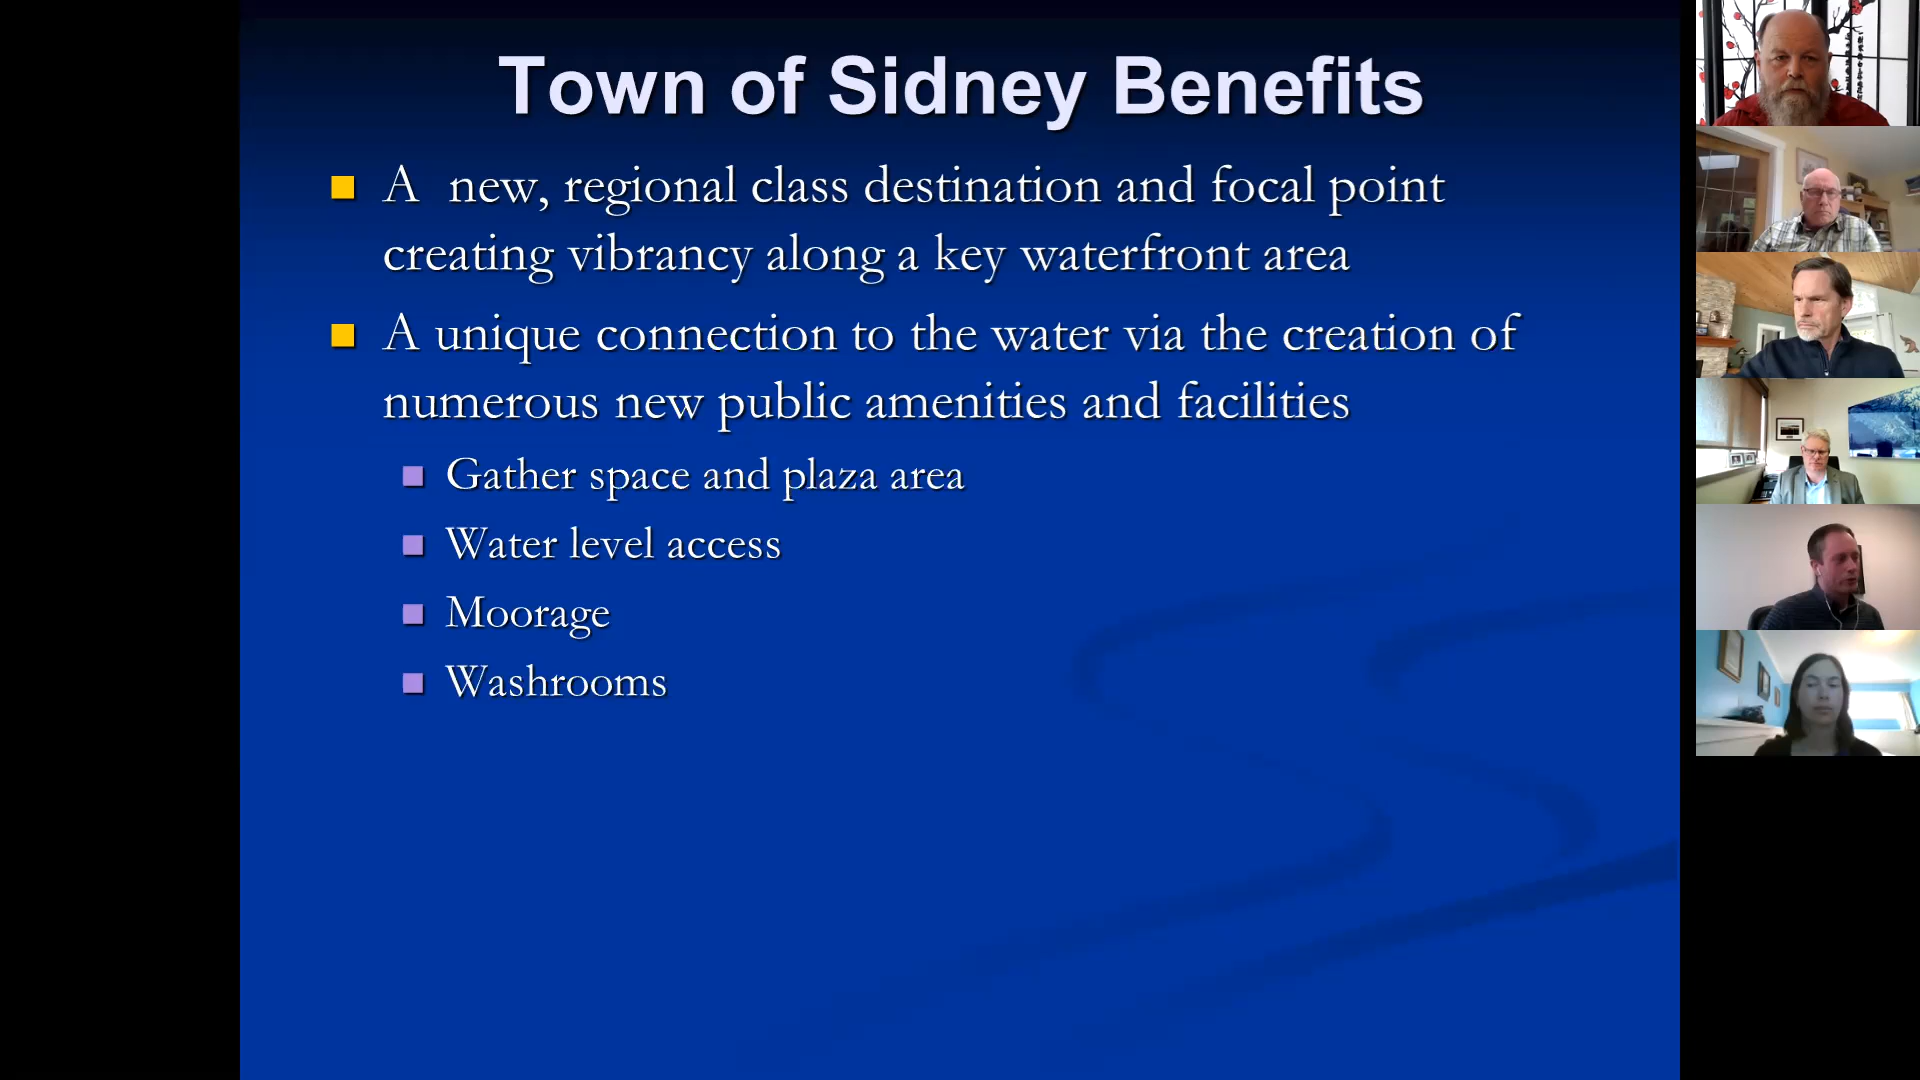 Town of Sidney Benefits
A new, regional class destination and focal point
creating vibrancy along a key waterfront area
A unique connection to the water via the creation of
numerous new public amenities and facilities
Gather space and plaza area
Water level access
Moorage
Washrooms